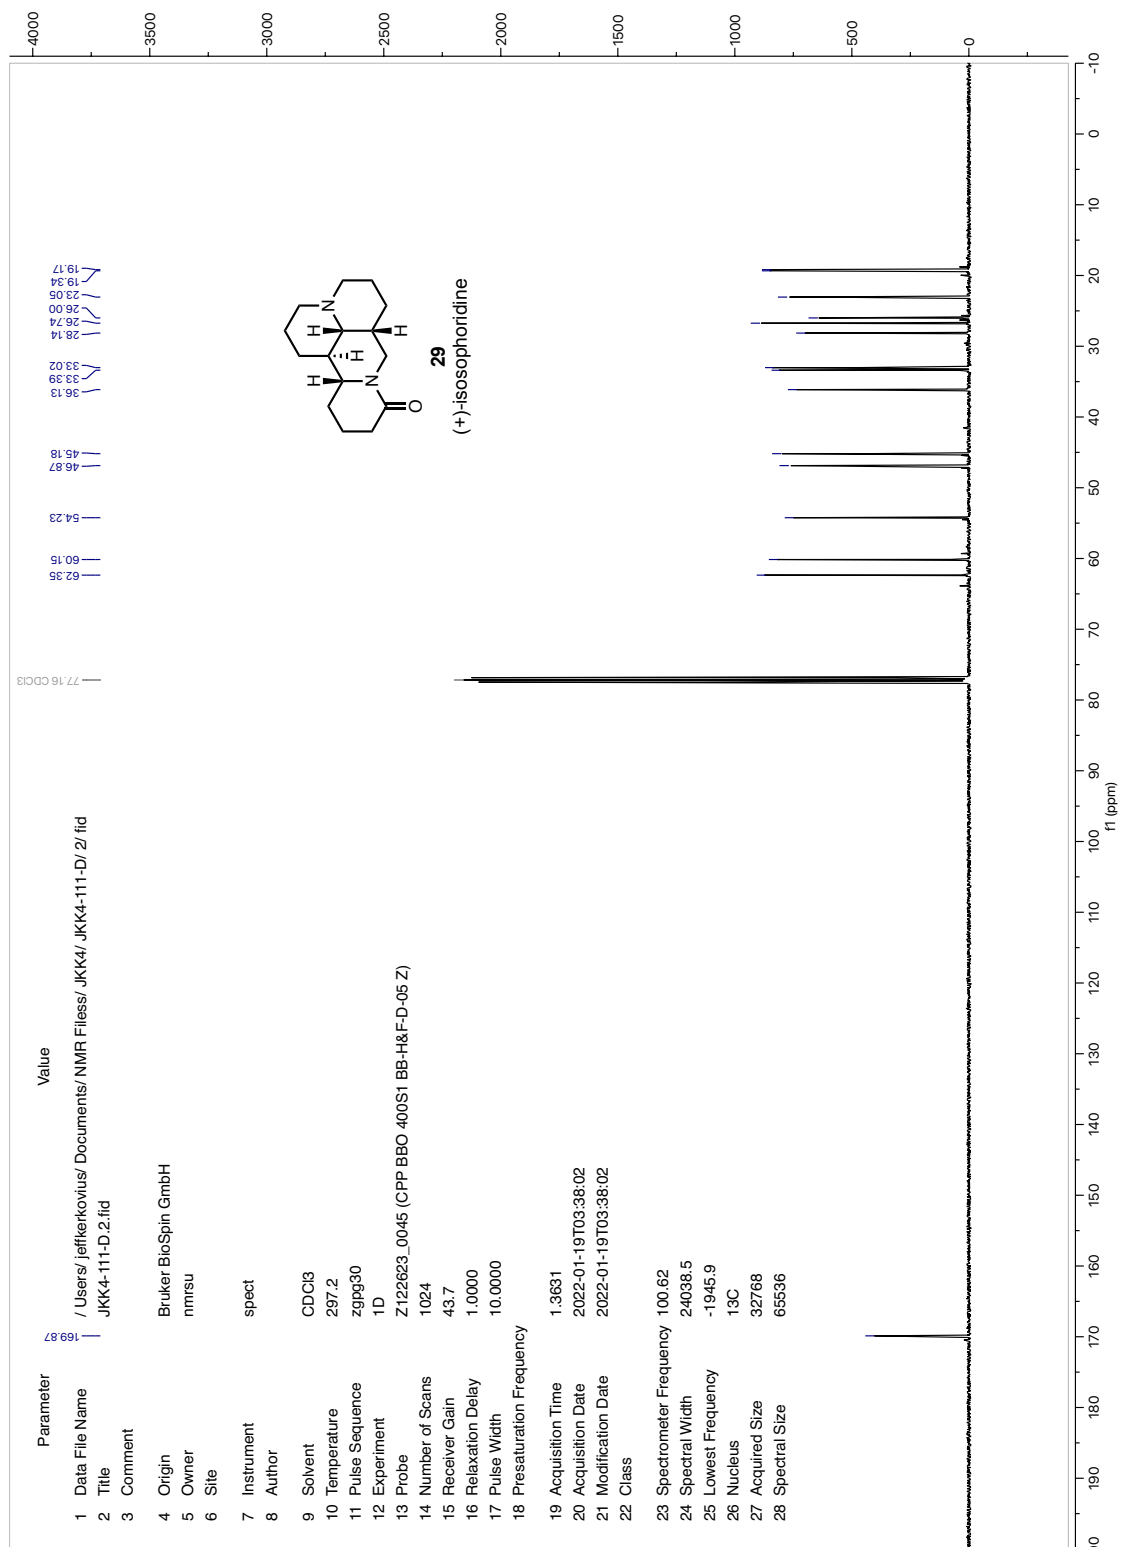 Parameter Value
1 Data File Name / Users/ jeffkerkovius/ Documents/ NMR Filess/ JKK4/ JKK4-111-D/ 2/ fid
2 Title JKK4-111-D.2.fid
3 Comment
4 Origin Bruker BioSpin GmbH
5 Owner nmrsu
6 Site
7 Instrument spect
8 Author
9 Solvent CDCl3
10 Temperature 297.2
11 Pulse Sequence zgpg30
12 Experiment 1D
13 Probe Z122623_0045 (CPP BBO 400S1 BB-H&F-D-05 Z)
14 Number of Scans 1024
15 Receiver Gain 43.7
16 Relaxation Delay 1.0000
17 Pulse Width 10.0000
18 Presaturation Frequency
19 Acquisition Time 1.3631
20 Acquisition Date 2022-01-19T03:38:02
21 Modification Date 2022-01-19T03:38:02
22 Class
23 Spectrometer Frequency 100.62
24 Spectral Width 24038.5
25 Lowest Frequency -1945.9
26 Nucleus 13C
27 Acquired Size 32768
28 Spectral Size 65536
169.87
77.16 CDCl3
62.35
60.15
54.23
46.87
45.18
36.13
33.39
33.02
28.14
26.74
26.00
23.05
19.34
19.17
N
H
H
H
H
N
O
29
(+)-isosophoridine
4000
3500
3000
2500
2000
1500
1000
500
0
190 180 170 160 150 140 130 120 110 100 90 80 70 60 50 40 30 20 10 0 -10
f1 (ppm)